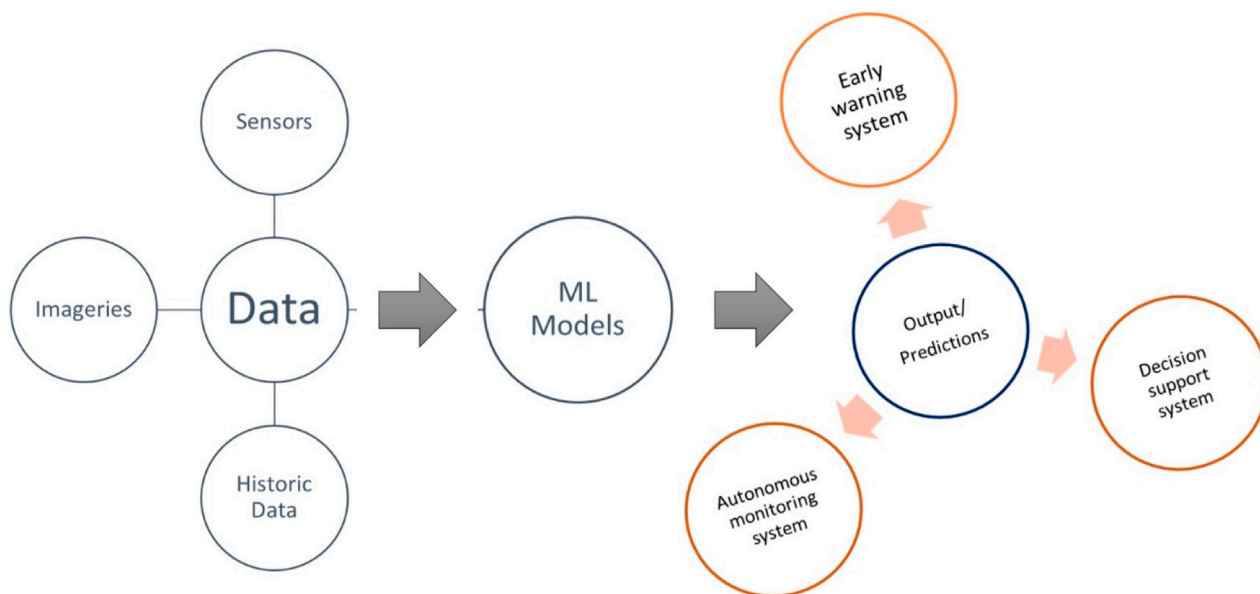 Sensors
Imageries
Data
Historic
Data
ML
Models
Early
warning
system
Output/
Predictions
Decision
support
system
Autonomous
monitoring
system